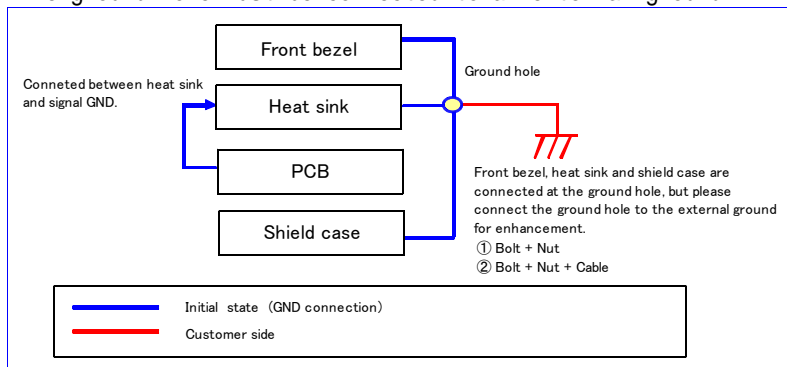 Front bezel
Ground hole
Conneted between heat sink
and signal GND.
Heat sink
PCB
Front bezel, heat sink and shield case are
connected at the ground hole, but please
connect the ground hole to the external ground
for enhancement.
① Bolt + Nut
② Bolt + Nut + Cable
Shield case
Initial state (GND connection)
Customer side